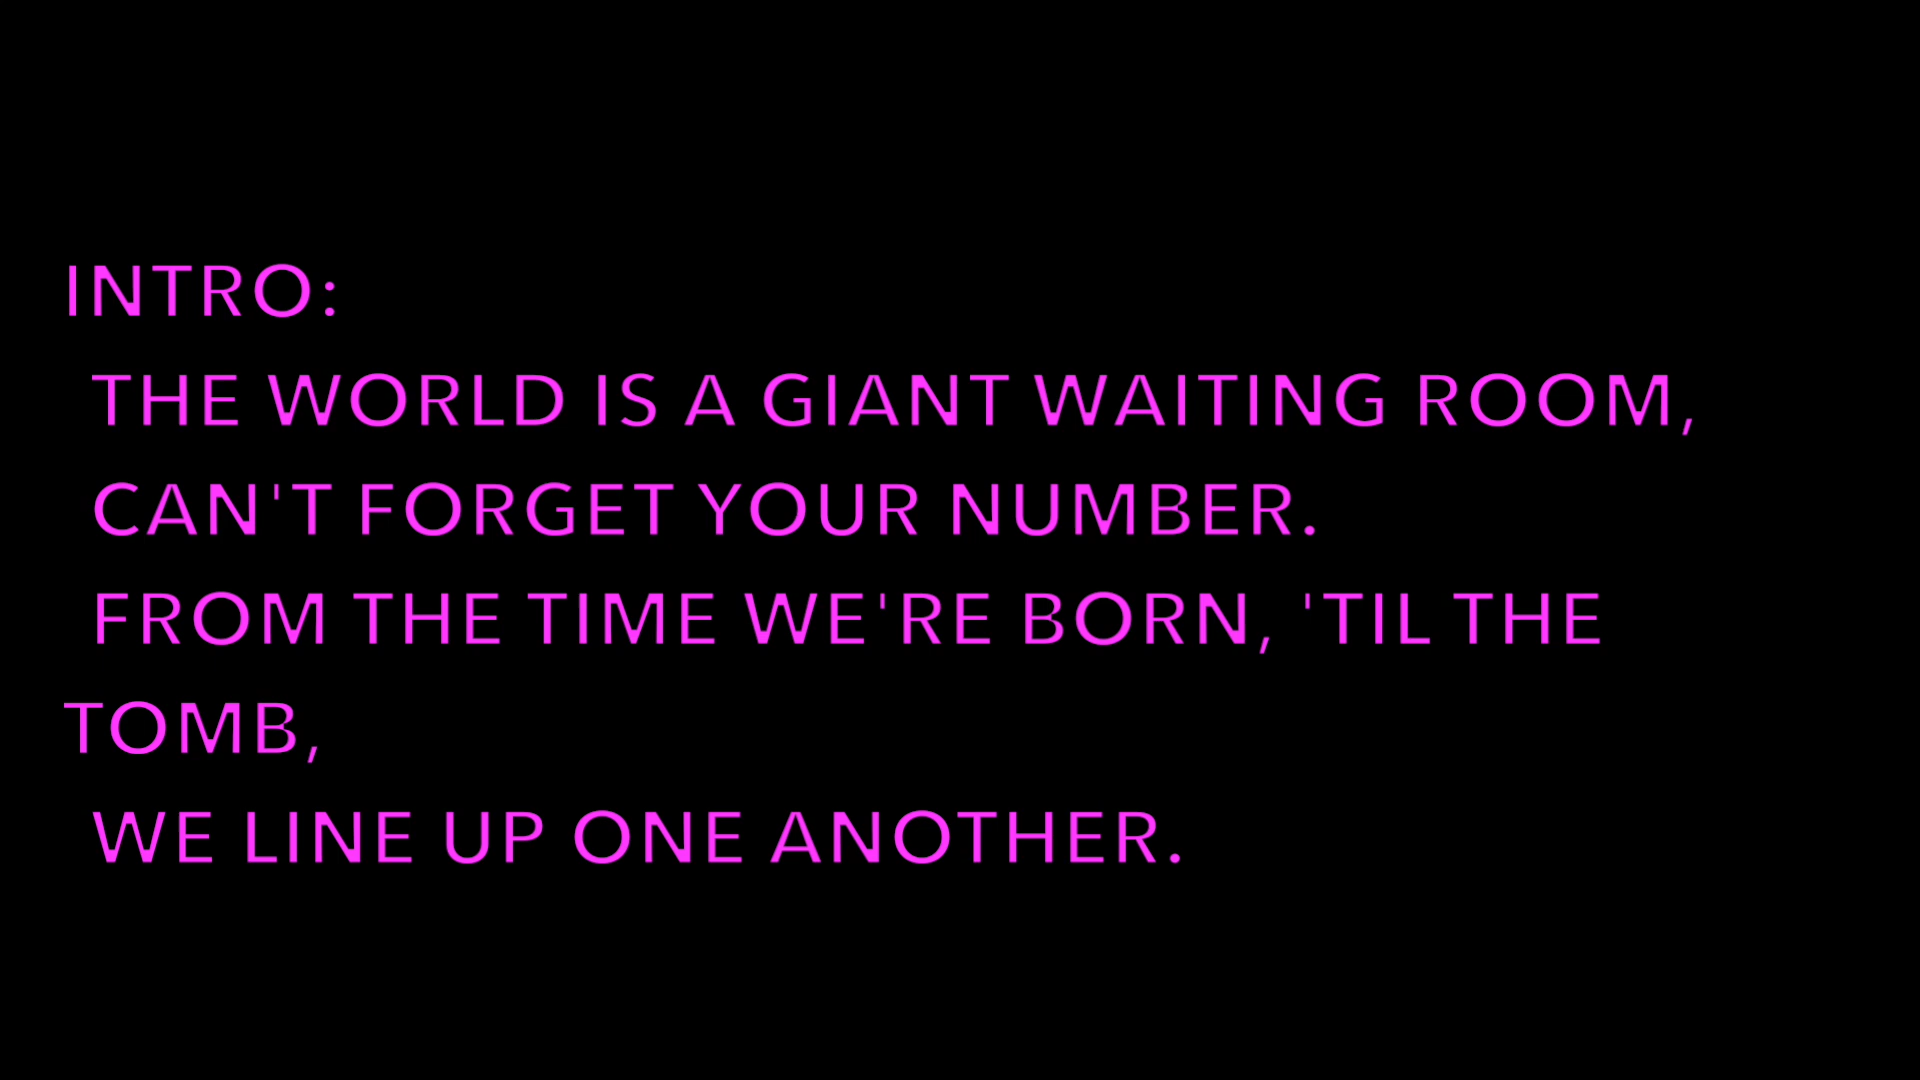 INTRO:
THE WORLD IS A GIANT WAITING ROOM,
CAN'T FORGET YOUR NUMBER.
FROM THE TIME WE'RE BORN, 'TIL THE
TOMB,
WE LINE UP ONE ANOTHER.